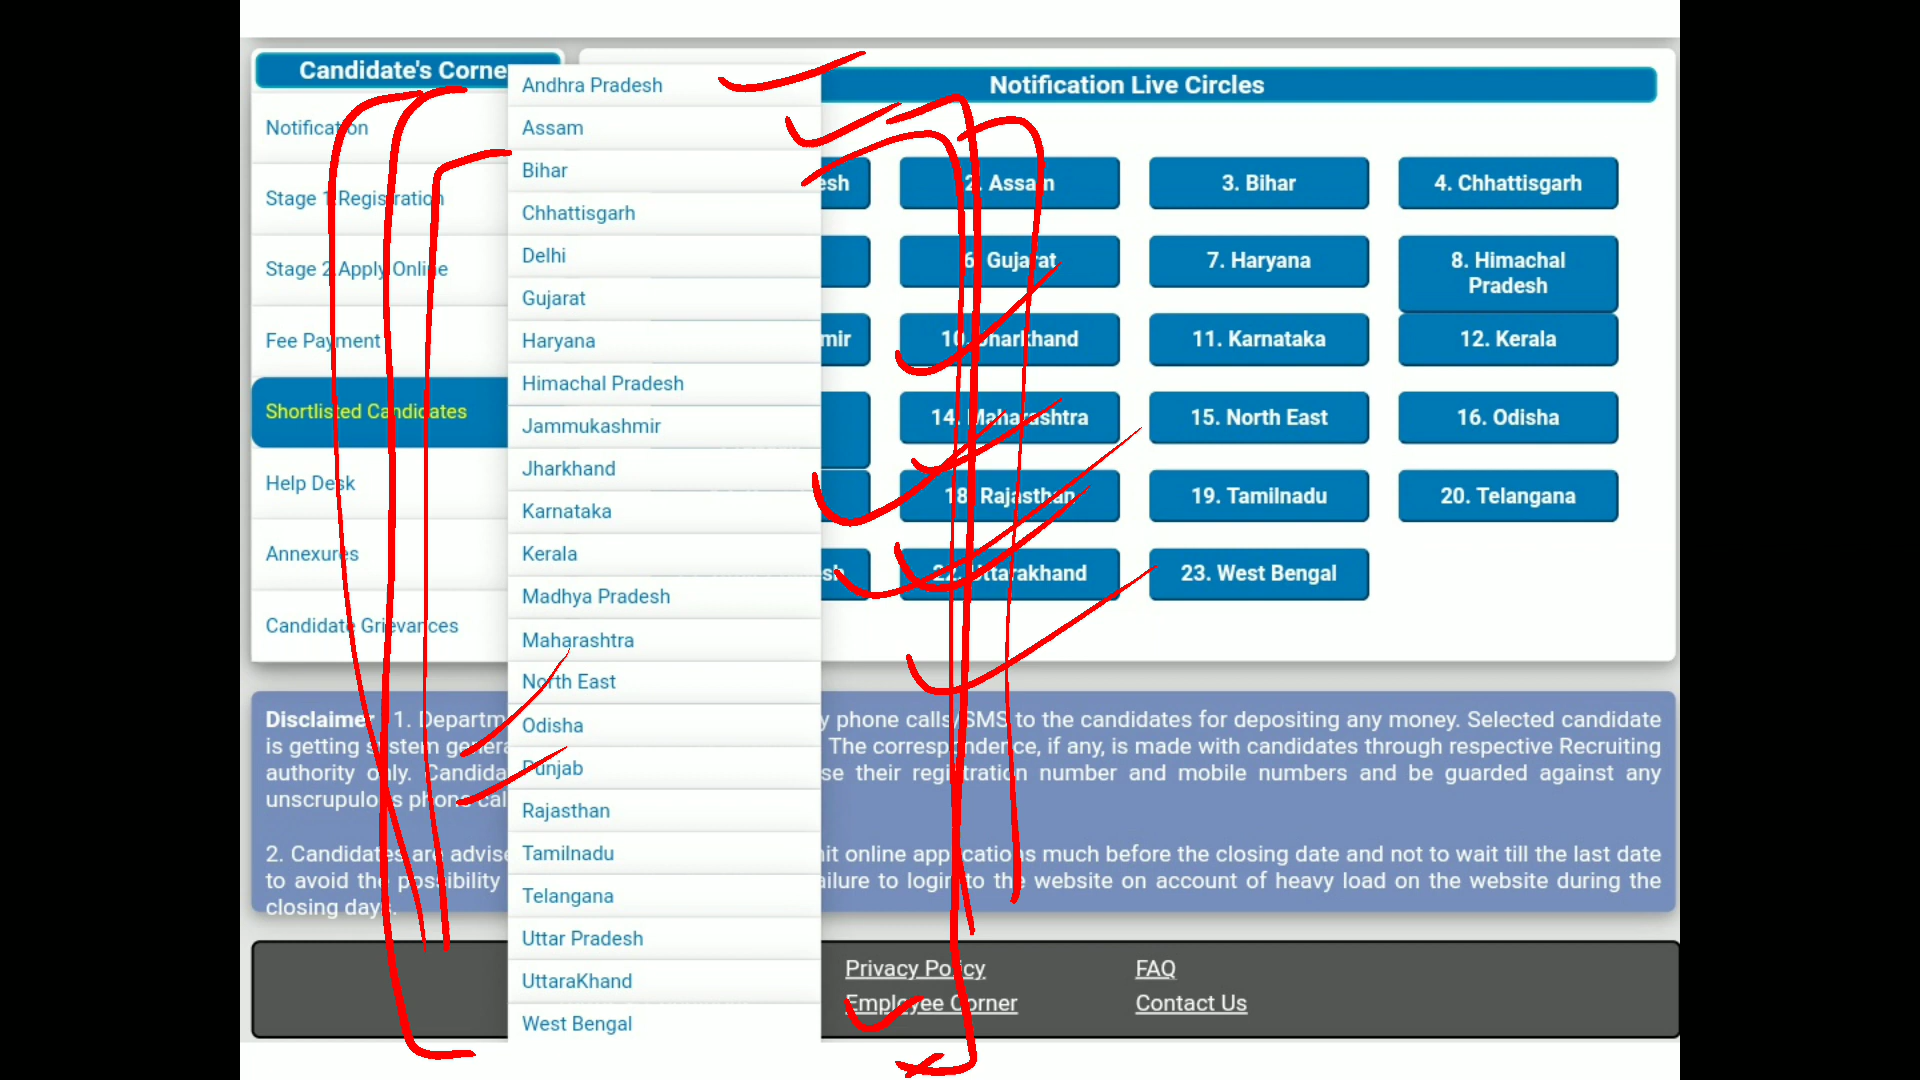 Candidate's Corne
Notification
Stage 1 Registration
Stage 2 Apply Online
Fee Payment
Shortlisted Candidates
Help Desk
Annexures
Candidate Grievances
Andhra Pradesh
Assam
Bihar
Chhattisgarh
Delhi
Gujarat
Haryana
Himachal Pradesh
Jammukashmir
Jharkhand
Karnataka
Kerala
Madhya Pradesh
Maharashtra
North East
Odisha
Punjab
Rajasthan
Tamilnadu
Telangana
Uttar Pradesh
UttaraKhand
West Bengal
Notification Live Circles
esh 2. Assam 3. Bihar 4. Chhattisgarh
6. Gujarat 7. Haryana 8. Himachal
Pradesh
mir 10. Jharkhand 11. Karnataka 12. Kerala
14. Maharashtra 15. North East 16. Odisha
18. Rajasthan 19. Tamilnadu 20. Telangana
sh 22. Uttarakhand 23. West Bengal
Disclaimer 1. Departm y phone calls/SMS to the candidates for depositing any money. Selected candidate
is getting system genera The correspondence, if any, is made with candidates through respective Recruiting
authority only. Candida se their registration number and mobile numbers and be guarded against any
unscrupulous phone cal
2. Candidates are advise it online applications much before the closing date and not to wait till the last date
to avoid the possibility ailure to login to the website on account of heavy load on the website during the
closing days.
Privacy Policy FAQ
Employee Corner Contact Us